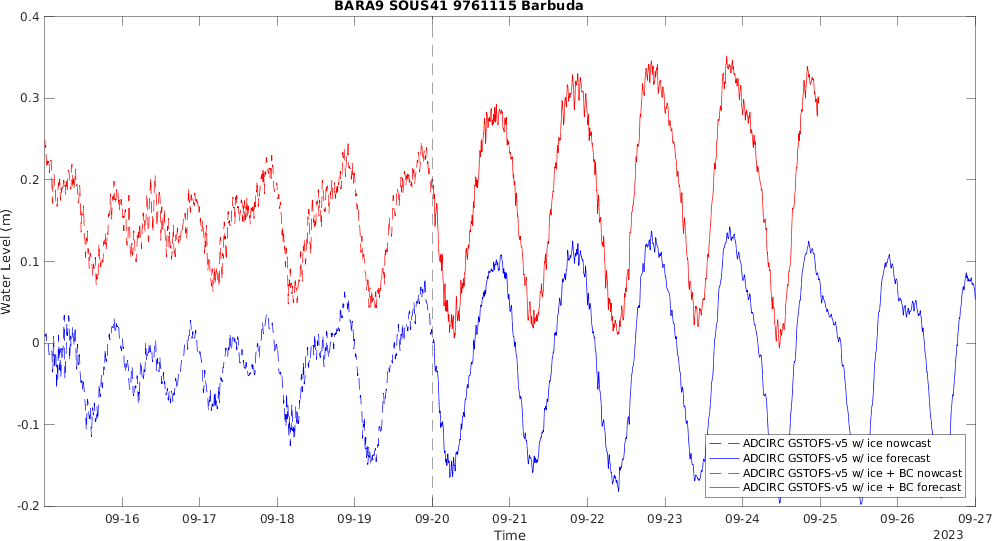 BARA9 SOUS41 9761115 Barbuda
0.4
0.3
0.2
0.1
0
-0.1
-0.2
Water Level (m)
ADCIRC GSTOFS-v5 w/ ice nowcast
ADCIRC GSTOFS-v5 w/ ice forecast
ADCIRC GSTOFS-v5 w/ ice + BC nowcast
ADCIRC GSTOFS-v5 w/ ice + BC forecast
09-16 09-17 09-18 09-19 09-20 09-21 09-22 09-23 09-24 09-25 09-26 09-27
Time
2023